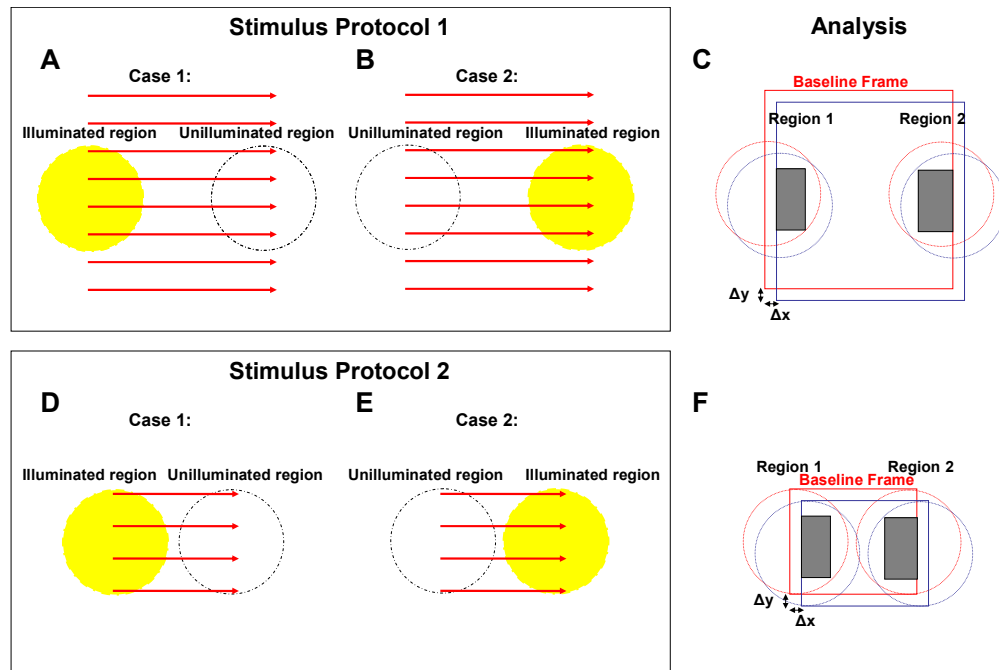 Stimulus Protocol 1
Analysis
A
B
C
Case 1:
Case 2:
Baseline Frame
Illuminated region
Unilluminated region
Unilluminated region
Illuminated region
Region 1
Region 2
Δy
Δx
Stimulus Protocol 2
D
E
F
Case 1:
Case 2:
Illuminated region
Unilluminated region
Unilluminated region
Illuminated region
Region 1
Region 2
Baseline Frame
Δy
Δx